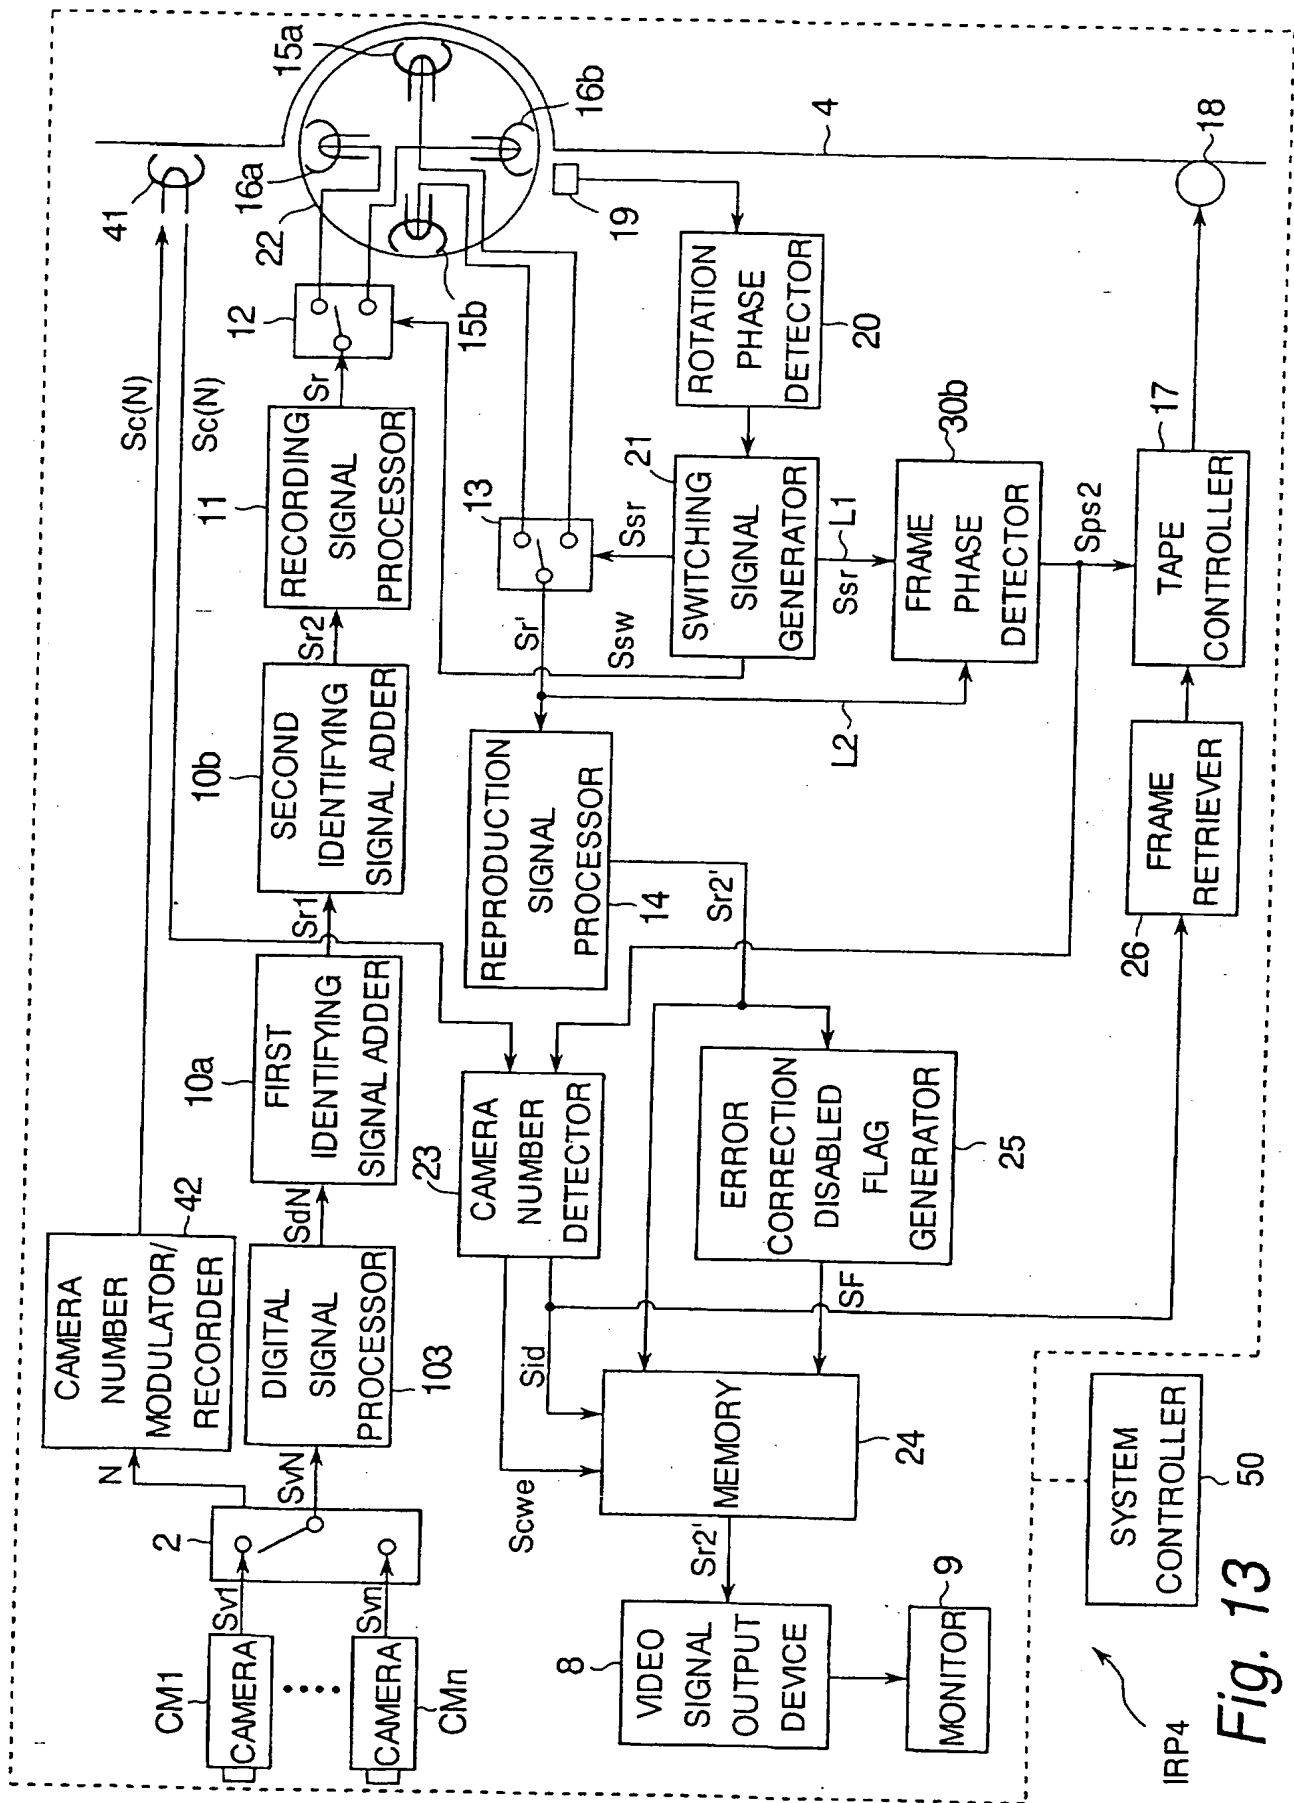 CM1
CAMERA
CAMERA
CMn
Sv1
Svn
2
N
SvN
CAMERA
NUMBER
MODULATOR/
RECORDER
42
DIGITAL
SIGNAL
PROCESSOR
103
SdN
10a
FIRST
IDENTIFYING
SIGNAL ADDER
Sr1
10b
SECOND
IDENTIFYING
SIGNAL ADDER
Sr2
11
RECORDING
SIGNAL
PROCESSOR
Sr
12
Sc(N)
Sc(N)
41
22
16a
15a
16b
15b
19
4
18
ROTATION
PHASE
DETECTOR
20
13
Ssr
Sr'
Ssw
21
SWITCHING
SIGNAL
GENERATOR
Ssr
L1
30b
FRAME
PHASE
DETECTOR
Sps2
L2
17
TAPE
CONTROLLER
FRAME
RETRIEVER
26
REPRODUCTION
SIGNAL
PROCESSOR
14
Sr2'
23
CAMERA
NUMBER
DETECTOR
ERROR
CORRECTION
DISABLED
FLAG
GENERATOR
25
SF
Sid
Scwe
MEMORY
24
Sr2'
8
VIDEO
SIGNAL
OUTPUT
DEVICE
MONITOR
9
SYSTEM
CONTROLLER
50
IRP4
Fig. 13